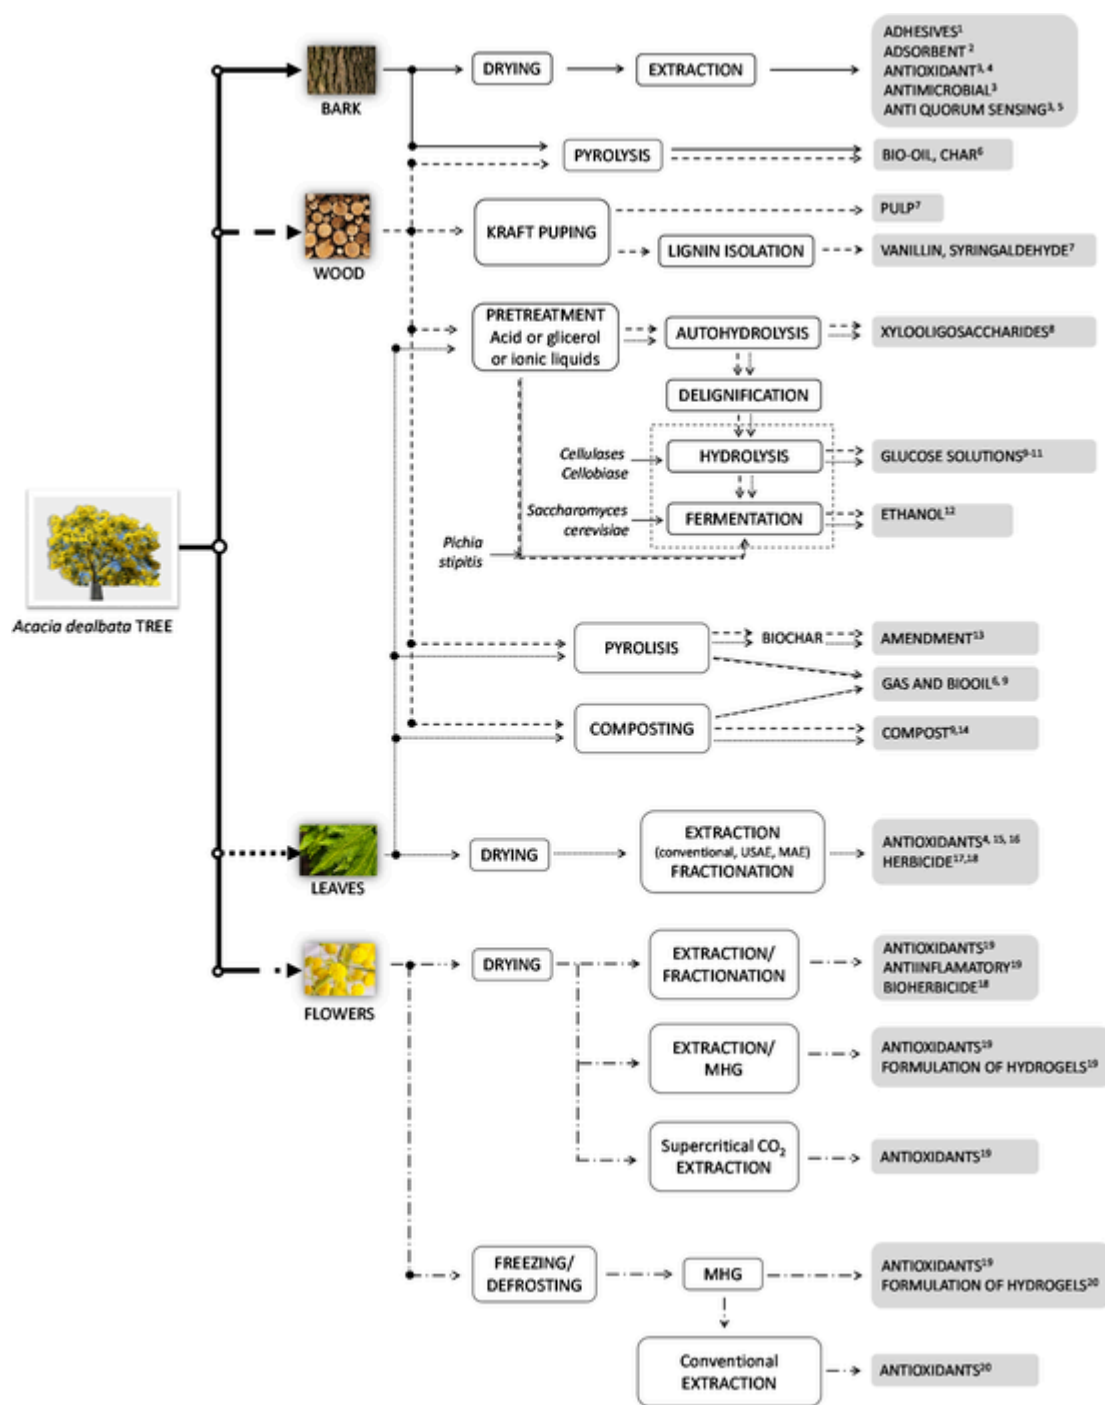 ADHESIVES¹
ADSORBENT ²
ANTIOXIDANT³, ⁴
ANTIMICROBIAL³
ANTI QUORUM SENSING³, ⁵
DRYING
EXTRACTION
BARK
PYROLYSIS
BIO-OIL, CHAR⁶
PULP⁷
KRAFT PUPING
LIGNIN ISOLATION
VANILLIN, SYRINGALDEHYDE⁷
WOOD
PRETREATMENT
Acid or glicerol
or ionic liquids
AUTOHYDROLYSIS
XYLOOLIGOSACCHARIDES⁸
DELIGNIFICATION
Cellulases
Cellobiase
HYDROLYSIS
GLUCOSE SOLUTIONS⁹⁻¹¹
Saccharomyces
cerevisiae
FERMENTATION
ETHANOL¹²
Pichia
stipitis
Acacia dealbata TREE
PYROLISIS
BIOCHAR
AMENDMENT¹³
GAS AND BIOOIL⁶, ⁹
COMPOSTING
COMPOST⁹,¹⁴
LEAVES
DRYING
EXTRACTION
(conventional, USAE, MAE)
FRACTIONATION
ANTIOXIDANTS⁴, ¹⁵, ¹⁶
HERBICIDE¹⁷,¹⁸
FLOWERS
DRYING
EXTRACTION/
FRACTIONATION
ANTIOXIDANTS¹⁹
ANTIINFLAMATORY¹⁹
BIOHERBICIDE¹⁸
EXTRACTION/
MHG
ANTIOXIDANTS¹⁹
FORMULATION OF HYDROGELS¹⁹
Supercritical CO₂
EXTRACTION
ANTIOXIDANTS¹⁹
FREEZING/
DEFROSTING
MHG
ANTIOXIDANTS¹⁹
FORMULATION OF HYDROGELS²⁰
Conventional
EXTRACTION
ANTIOXIDANTS²⁰